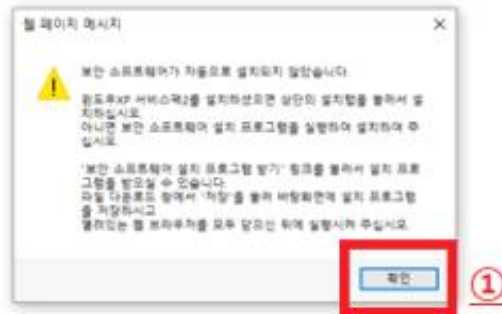 웹 페이지 메시지
보안 소프트웨어가 자동으로 설치되지 않았습니다.
윈도우XP 서비스팩2를 설치하셨으면 상단의 설치탭을 눌러서 설
치하십시오.
아니면 보안 소프트웨어 설치 프로그램을 실행하여 설치하여 주
십시오.
"보안 소프트웨어 설치 프로그램 받기" 링크를 눌러서 설치 프로
그램을 받으실 수 있습니다.
파일 다운로드 창에서 '저장'을 눌러 바탕화면에 설치 프로그램
을 저장하시고
열려있는 웹 브라우저를 모두 닫으신 뒤에 실행시켜 주십시오.
확인
①